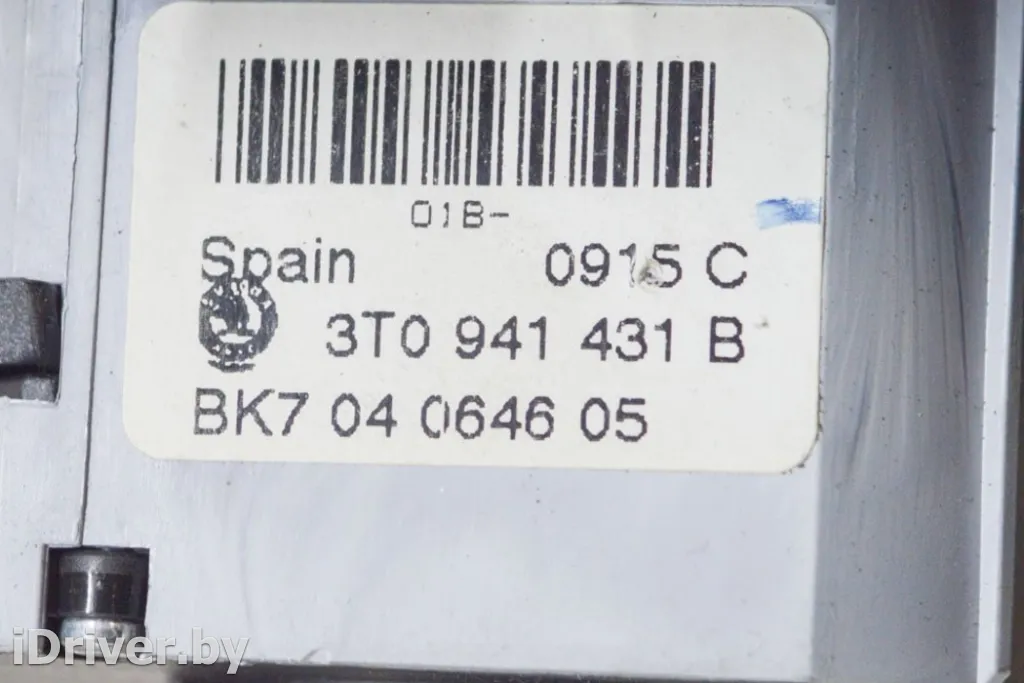 01B-
Spain 0915 C
3T0 941 431 B
BK7 04 0646 05
iDriver.by